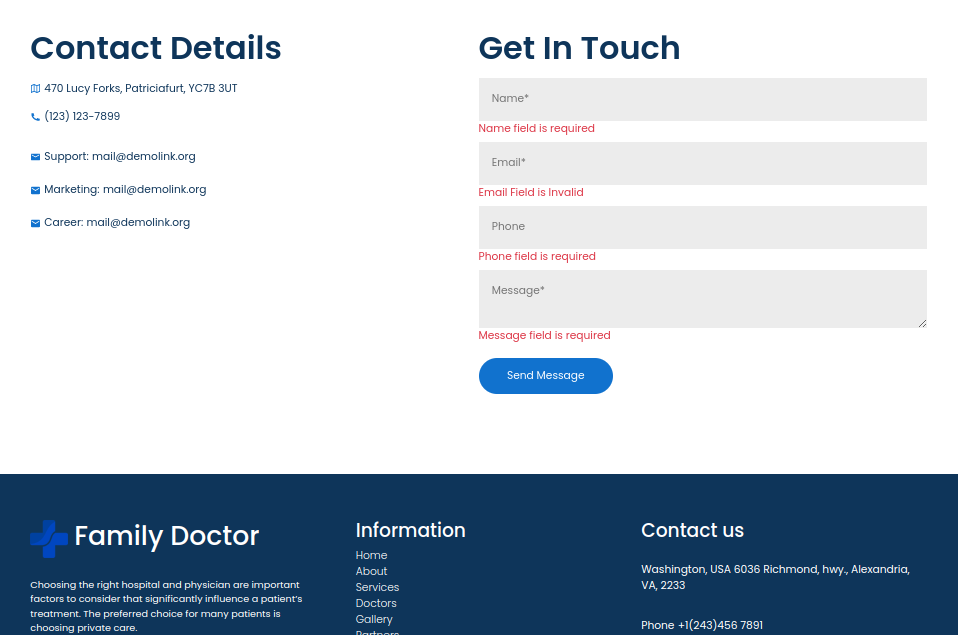 Contact Details
470 Lucy Forks, Patriciafurt, YC7B 3UT
(123) 123-7899
Support: mail@demolink.org
Marketing: mail@demolink.org
Career: mail@demolink.org
Get In Touch
Name*
Name field is required
Email*
Email Field is Invalid
Phone
Phone field is required
Message*
Message field is required
Send Message
Family Doctor
Choosing the right hospital and physician are important
factors to consider that significantly influence a patient's
treatment. The preferred choice for many patients is
choosing private care.
Information
Home
About
Services
Doctors
Gallery
Partners
Contact us
Washington, USA 6036 Richmond, hwy., Alexandria,
VA, 2233
Phone +1(243)456 7891